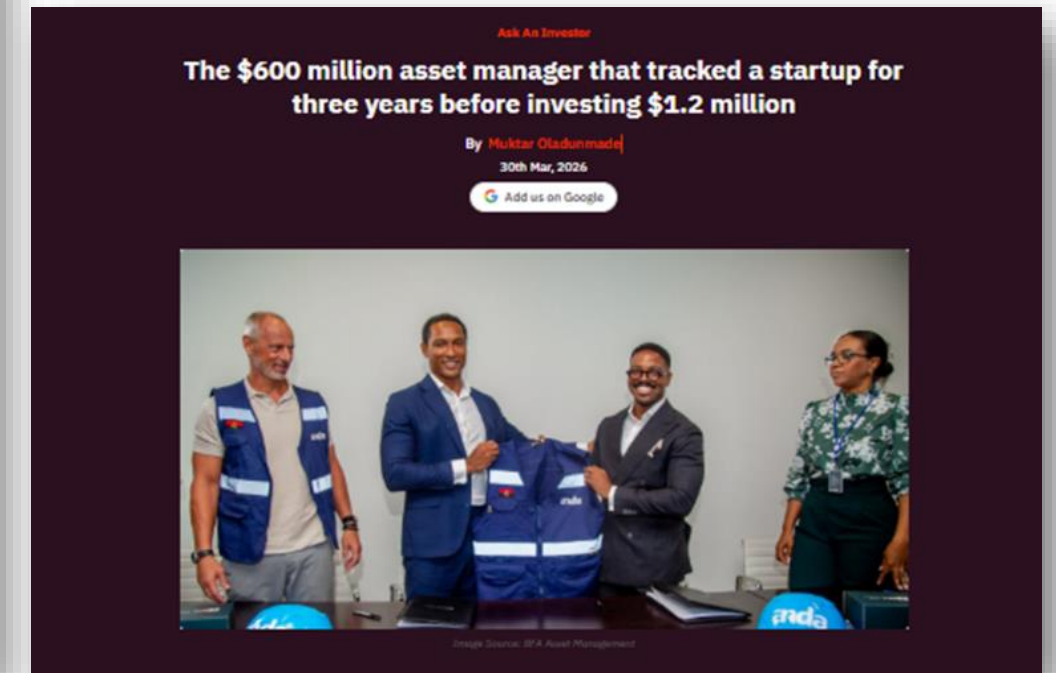 Ask An Investor
The $600 million asset manager that tracked a startup for
three years before investing $1.2 million
By Muktar Oladunmade
30th Mar, 2026
G Add us on Google
anda
anda
anda
Image Source: BFA Asset Management